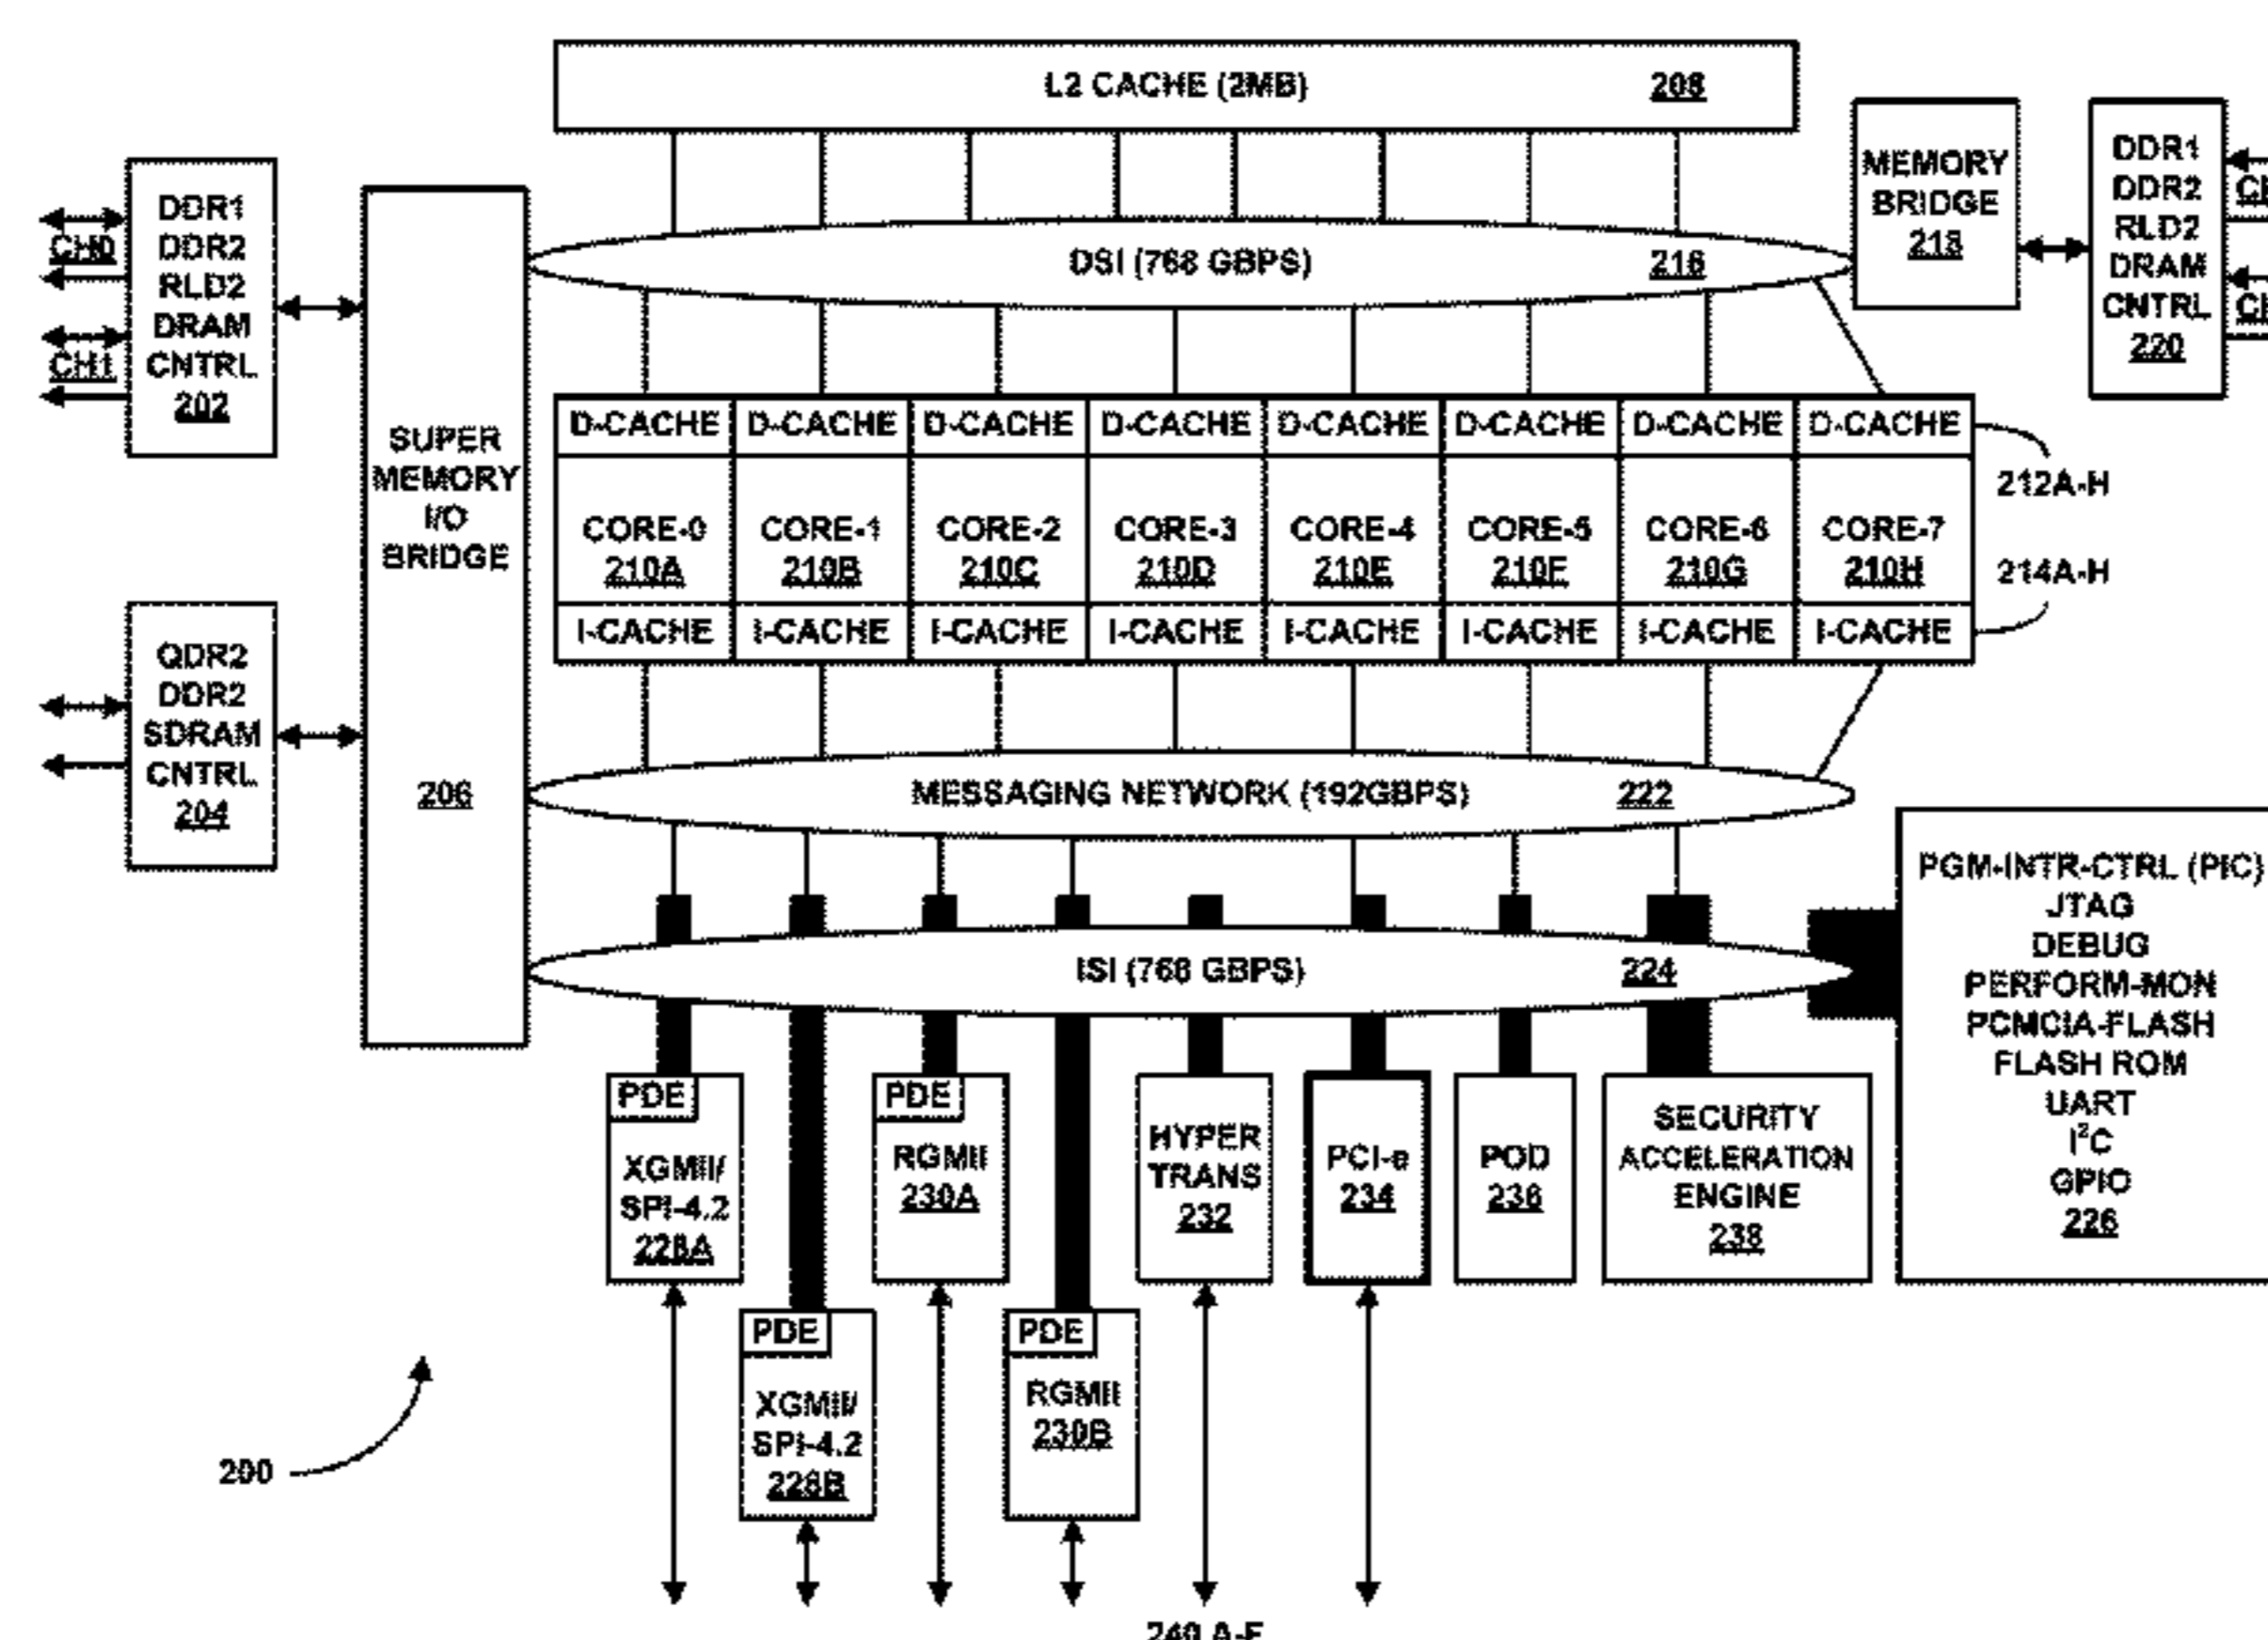 L2 CACHE (2MB) 208
DDR1
DDR2
RLD2
DRAM
CNTRL
202
CH0
CH1
SUPER
MEMORY
I/O
BRIDGE
206
QDR2
DDR2
SDRAM
CNTRL
204
DSI (768 GBPS) 216
MEMORY
BRIDGE
218
DDR1
DDR2
RLD2
DRAM
CNTRL
220
D-CACHE D-CACHE D-CACHE D-CACHE D-CACHE D-CACHE D-CACHE D-CACHE
212A-H
CORE-0 CORE-1 CORE-2 CORE-3 CORE-4 CORE-5 CORE-6 CORE-7
210A 210B 210C 210D 210E 210F 210G 210H
214A-H
I-CACHE I-CACHE I-CACHE I-CACHE I-CACHE I-CACHE I-CACHE I-CACHE
MESSAGING NETWORK (192GBPS) 222
ISI (768 GBPS) 224
PGM-INTR-CTRL (PIC)
JTAG
DEBUG
PERFORM-MON
PCMCIA-FLASH
FLASH ROM
UART
I²C
GPIO
226
PDE
XGMII/
SPI-4.2
228A
PDE
XGMII/
SPI-4.2
228B
PDE
RGMII
230A
PDE
RGMII
230B
HYPER
TRANS
232
PCI-e
234
POD
236
SECURITY
ACCELERATION
ENGINE
238
200
240 A-F